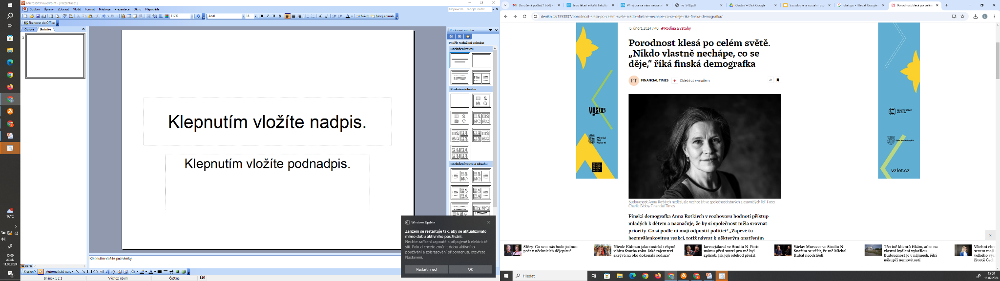 Microsoft PowerPoint - [Prezentace1]
Soubor Úpravy Zobrazit Vložit Formát Nástroje Prezentace Okno Nápověda
Nápověda – zadejte dotaz
117%
Arial
18
Návrh
Nový snímek
Skenovat do Office
Osnova
Snímky
1
Klepnutím vložíte nadpis.
Klepnutím vložíte podnadpis.
Rozložení snímku
Použít rozložení snímku:
Rozložení textu
Rozložení obsahu
Rozložení textu a obsahu
Klepnutím vložíte poznámky
Kreslení
Automatické tvary
Snímek 1 z 1
Výchozí návrh
Čeština
16°C
15:00
středa
11.09.2024
Windows Update
Zařízení se restartuje tak, aby se aktualizovalo
mimo dobu aktivního používání.
Nechte zařízení zapnuté a připojené k elektrické
síti. Pokud chcete změnit dobu aktivního
používání a zobrazování připomenutí, otevřete
Nastavení.
Restart hned
OK
Doručená pošta (7 664) -
Jsou lékaři elitáři? Fakulty
Při výuce se nám nedosta
vz_548.pdf
Osobní – Disk Google
Sociologie_a_socialni_psy
chatgpt - Hledat Google
Porodnost klesá po celém
denikn.cz/1353837/porodnost-klesa-po-celem-svete-nikdo-vlastne-nechape-co-se-deje-rika-finska-demografka/
15. února 2024 7:40 Rodina a vztahy
Porodnost klesá po celém světě.
„Nikdo vlastně nechápe, co se
děje,“ říká finská demografka
FT FINANCIAL TIMES + Odebírat e-mailem
VOSTO5
Městská
část
Praha 10
MINISTERSTVO
KULTURY
vzlet.cz
Budoucnost Annu Rotkirch neděsí, ale nechce žít ve společnosti starých a osamělých lidí. Foto:
Charlie Bibby/Financial Times
Finská demografka Anna Rotkirch v rozhovoru hodnotí přístup
mladých k dětem a naznačuje, že by si společnost měla srovnat
priority. Co si podle ní mají odpustit politici? „Zaprvé tu
bezmyšlenkovitou reakci, totiž návrat k některým opatřením
Sféry: Co se o nás bude jednou
psát v učebnicích dějepisu?
Nicole Kidman jako toxická tchyně
v hitu Svatba roku. Jaké tajemství
skrývá na oko dokonalá rodina?
Jarcovjáková ve Studiu N: Fotit
mámu před smrtí pro mě byl
způsob, jak její odchod přežít
Václav Moravec ve Studiu N:
Snažím se věřit, že mě Michal
Kubal neodstřelí
Třetině klientů říkám, ať se na
vlastní bydlení vykašlou.
Budoucnost je v nájmech, říká
nákupčí nemovitostí
Všichni cho
sexem mají
velkého vý
životě Čech
Hledat
15:00
11.09.2024